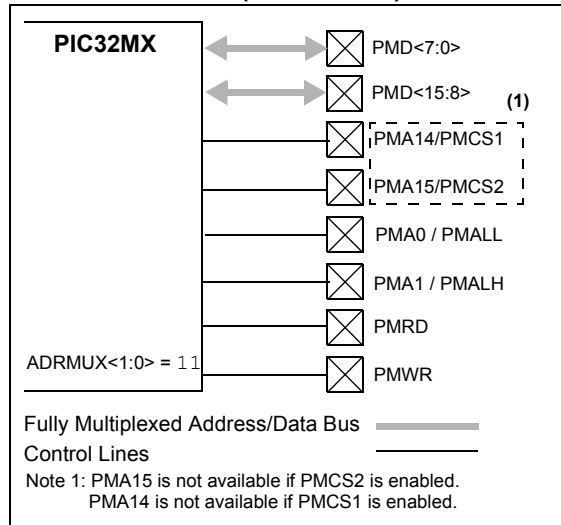 PIC32MX
PMD<7:0>
PMD<15:8>
(1)
PMA14/PMCS1
PMA15/PMCS2
PMA0 / PMALL
PMA1 / PMALH
PMRD
ADRMUX<1:0> = 11
PMWR
Fully Multiplexed Address/Data Bus
Control Lines
Note 1: PMA15 is not available if PMCS2 is enabled.
PMA14 is not available if PMCS1 is enabled.